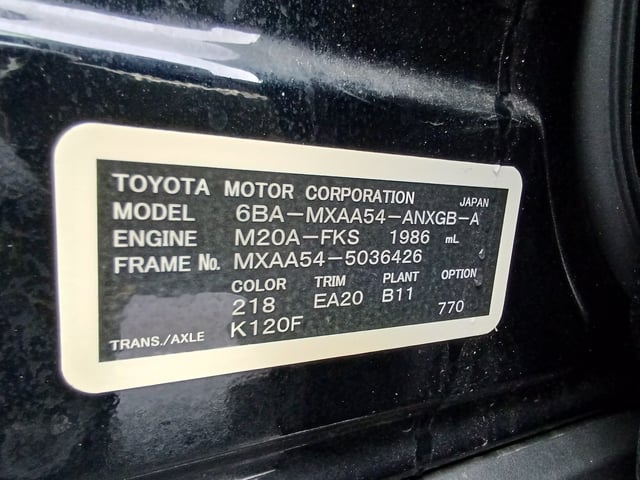 TOYOTA MOTOR CORPORATION JAPAN
MODEL 6BA-MXAA54-ANXGB-A
ENGINE M20A-FKS 1986 mL
FRAME No. MXAA54-5036426
COLOR TRIM PLANT OPTION
218 EA20 B11 770
TRANS./AXLE K120F